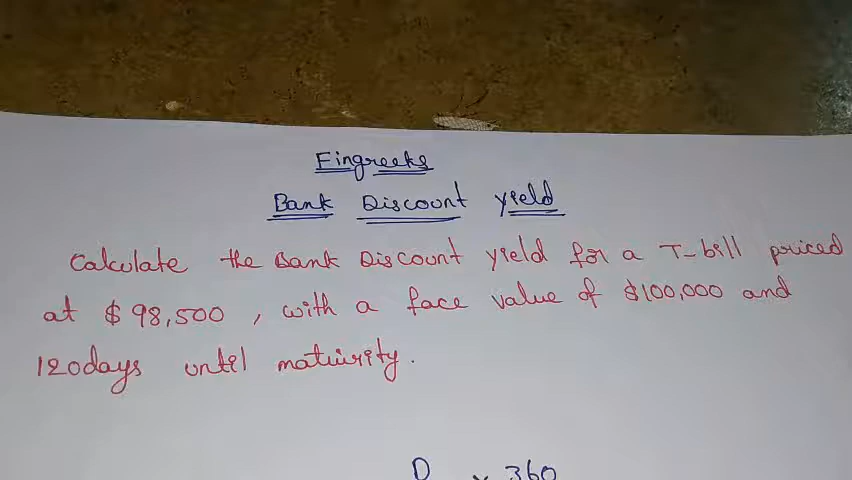 Fingreeks
Bank Discount yield
Calculate the Bank Discount yield for a T-bill priced
at $98,500, with a face value of $100,000 and
120days until maturity.
D x 360